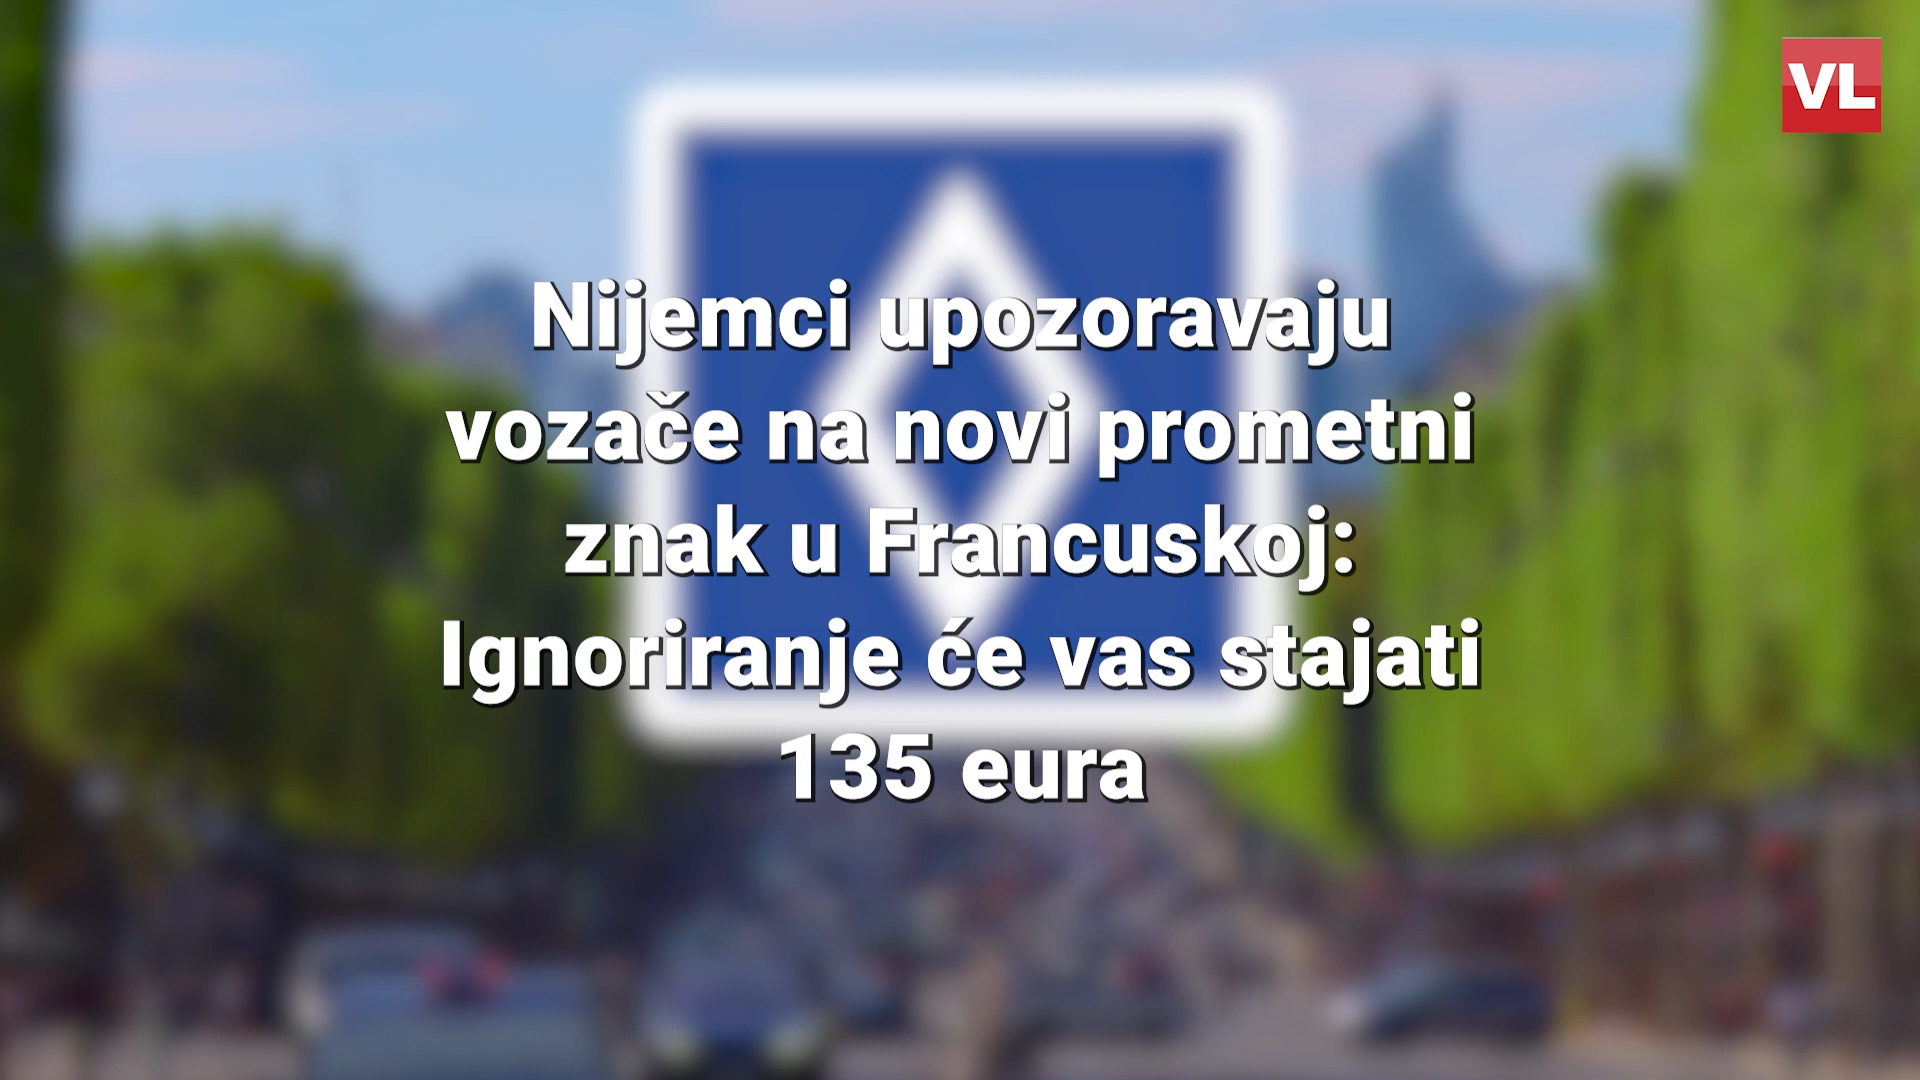 VL
Nijemci upozoravaju
vozače na novi prometni
znak u Francuskoj:
Ignoriranje će vas stajati
135 eura